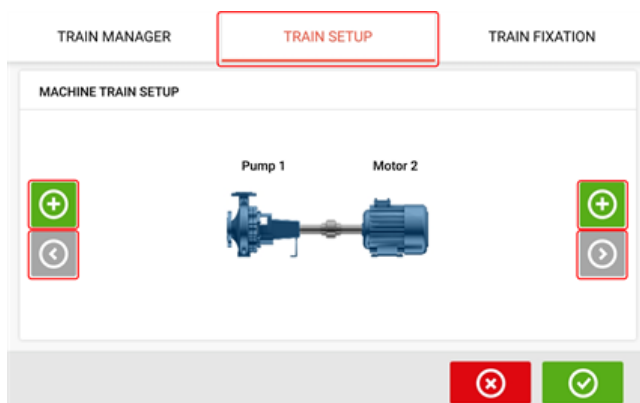 TRAIN MANAGER
TRAIN SETUP
TRAIN FIXATION
MACHINE TRAIN SETUP
Pump 1
Motor 2